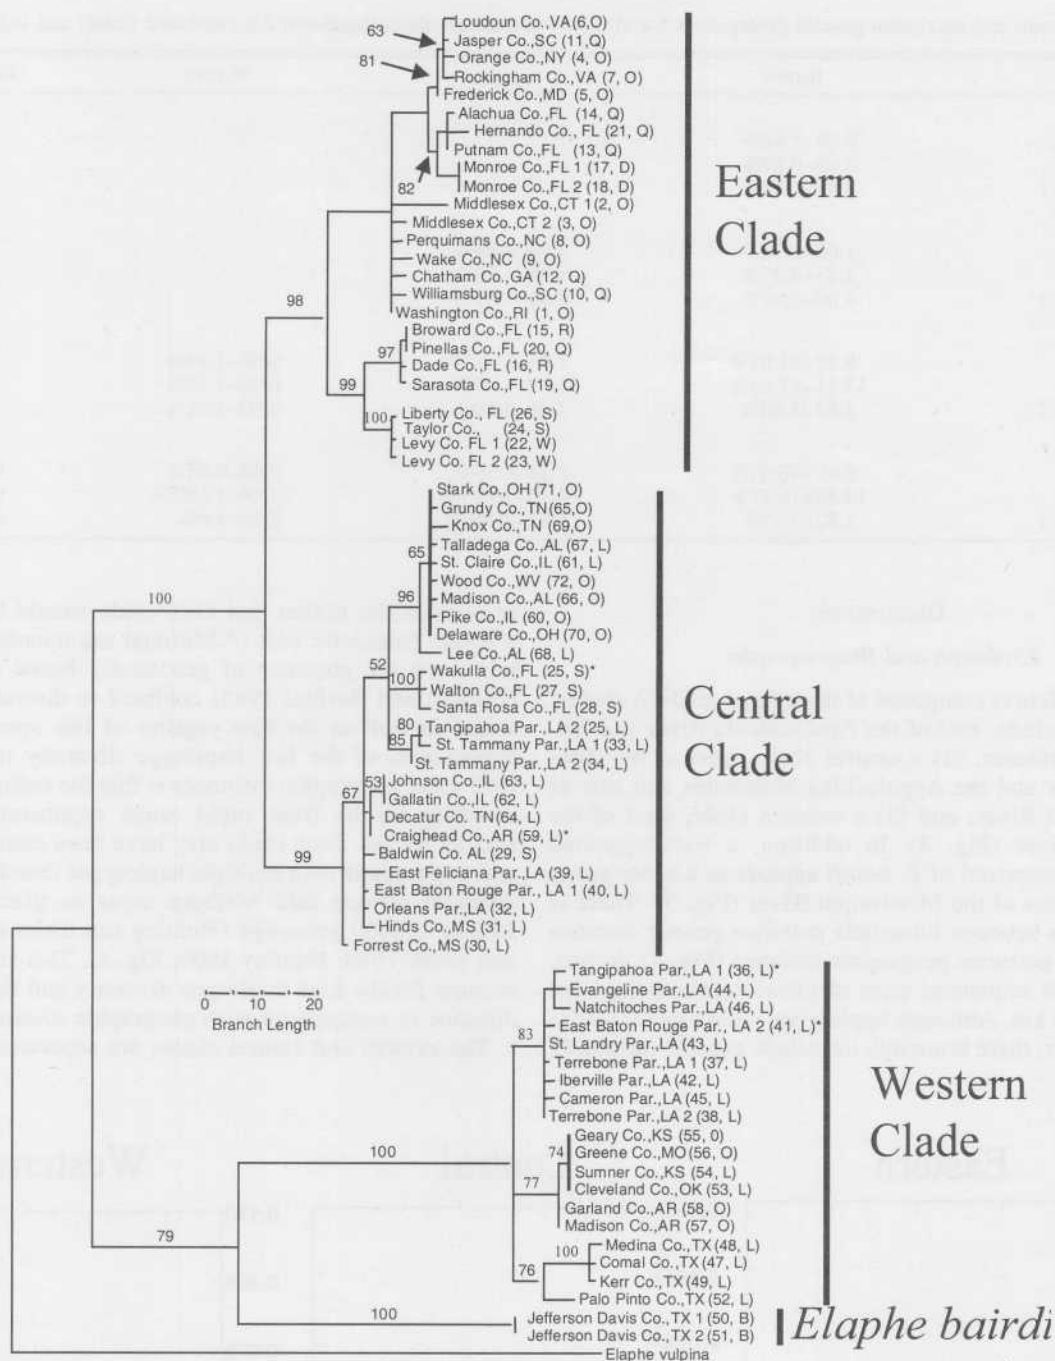 Loudoun Co.,VA (6,O)
63
Jasper Co.,SC (11,Q)
Orange Co.,NY (4, O)
81
Rockingham Co.,VA (7, O)
Frederick Co.,MD (5, O)
Alachua Co.,FL (14, Q)
Hernando Co., FL (21, Q)
Putnam Co.,FL (13, Q)
Monroe Co.,FL 1 (17, D)
82
Monroe Co.,FL 2 (18, D)
Middlesex Co.,CT 1(2, O)
Middlesex Co.,CT 2 (3, O)
Perquimans Co.,NC (8, O)
Wake Co.,NC (9, O)
Chatham Co.,GA (12, Q)
Williamsburg Co.,SC (10, Q)
98
Washington Co.,RI (1, O)
Broward Co.,FL (15, R)
97
Pinellas Co.,FL (20, Q)
Dade Co.,FL (16, R)
99
Sarasota Co.,FL (19, Q)
100
Liberty Co., FL (26, S)
Taylor Co., (24, S)
Levy Co. FL 1 (22, W)
Levy Co. FL 2 (23, W)
Eastern
Clade
Stark Co.,OH (71, O)
Grundy Co.,TN(65,O)
Knox Co.,TN (69,O)
Talladega Co.,AL (67, L)
65
St. Claire Co.,IL (61, L)
Wood Co.,WV (72, O)
96
Madison Co.,AL (66, O)
100
Pike Co.,IL (60, O)
Delaware Co.,OH (70, O)
Lee Co.,AL (68, L)
52
Wakulla Co.,FL (25, S)*
100
Walton Co.,FL (27, S)
Santa Rosa Co.,FL (28, S)
80
Tangipahoa Par.,LA 2 (25, L)
85
St. Tammany Par.,LA 1 (33, L)
St. Tammany Par.,LA 2 (34, L)
67
53
Johnson Co.,IL (63, L)
Gallatin Co.,IL (62, L)
Decatur Co. TN (64, L)
Craighead Co.,AR (59, L)*
99
Baldwin Co. AL (29, S)
East Feliciana Par.,LA (39, L)
East Baton Rouge Par.,LA 1 (40, L)
Orleans Par.,LA (32, L)
Hinds Co.,MS (31, L)
Forrest Co.,MS (30, L)
Central
Clade
0 10 20
Branch Length
Tangipahoa Par.,LA 1 (36, L)*
Evangeline Par.,LA (44, L)
Natchitoches Par.,LA (46, L)
83
East Baton Rouge Par., LA 2 (41, L)*
St. Landry Par.,LA (43, L)
Terrebone Par.,LA 1 (37, L)
Iberville Par.,LA (42, L)
Cameron Par.,LA (45, L)
Terrebone Par.,LA 2 (38, L)
Geary Co.,KS (55, 0)
74
Greene Co.,MO(56, O)
100
Sumner Co.,KS (54, L)
77
Cleveland Co.,OK (53, L)
Garland Co.,AR (58, O)
79
Madison Co.,AR (57, O)
100
Medina Co.,TX (48, L)
Comal Co.,TX (47, L)
76
Kerr Co.,TX (49, L)
Palo Pinto Co.,TX (52, L)
Western
Clade
100
Jefferson Davis Co.,TX 1 (50, B)
Jefferson Davis Co.,TX 2 (51, B)
Elaphe bairdi
Elaphe vulpina